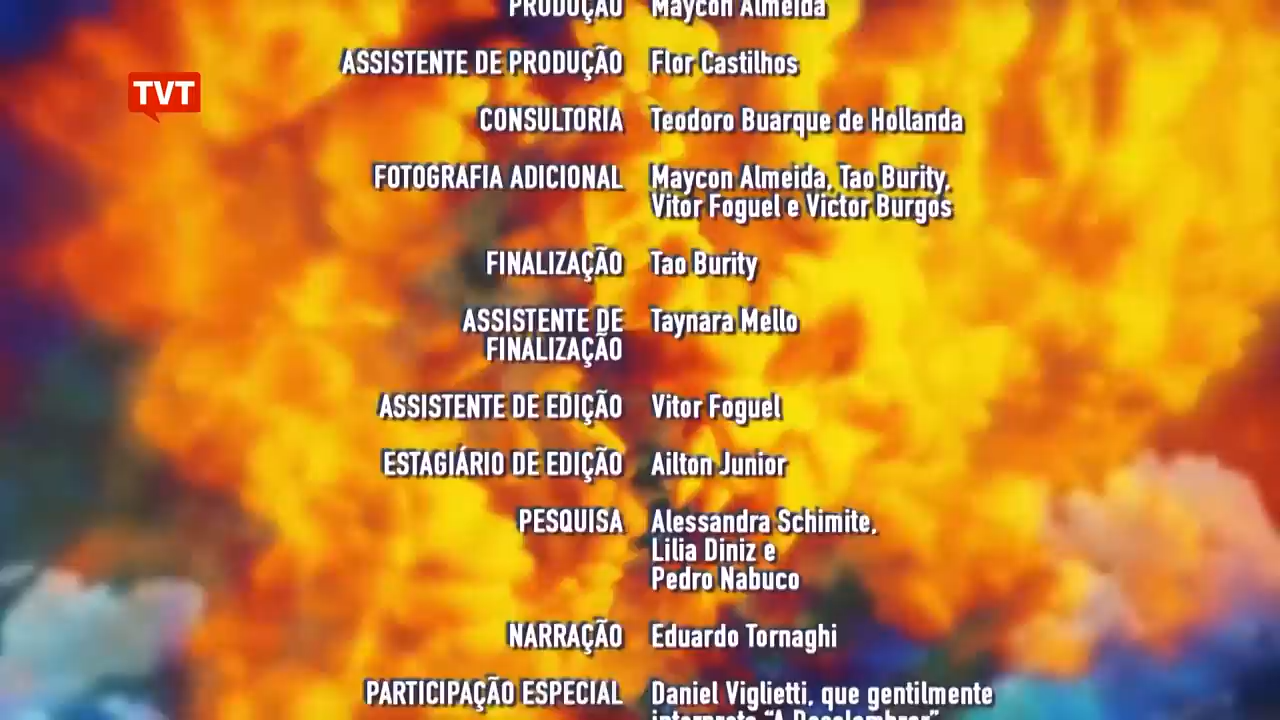 PRODUÇÃO Maycon Almeida
ASSISTENTE DE PRODUÇÃO Flor Castilhos
TVT
CONSULTORIA Teodoro Buarque de Hollanda
FOTOGRAFIA ADICIONAL Maycon Almeida, Tao Burity,
Vitor Foguel e Victor Burgos
FINALIZAÇÃO Tao Burity
ASSISTENTE DE Taynara Mello
FINALIZAÇÃO
ASSISTENTE DE EDIÇÃO Vitor Foguel
ESTAGIÁRIO DE EDIÇÃO Ailton Junior
PESQUISA Alessandra Schimite,
Lilia Diniz e
Pedro Nabuco
NARRAÇÃO Eduardo Tornaghi
PARTICIPAÇÃO ESPECIAL Daniel Viglietti, que gentilmente